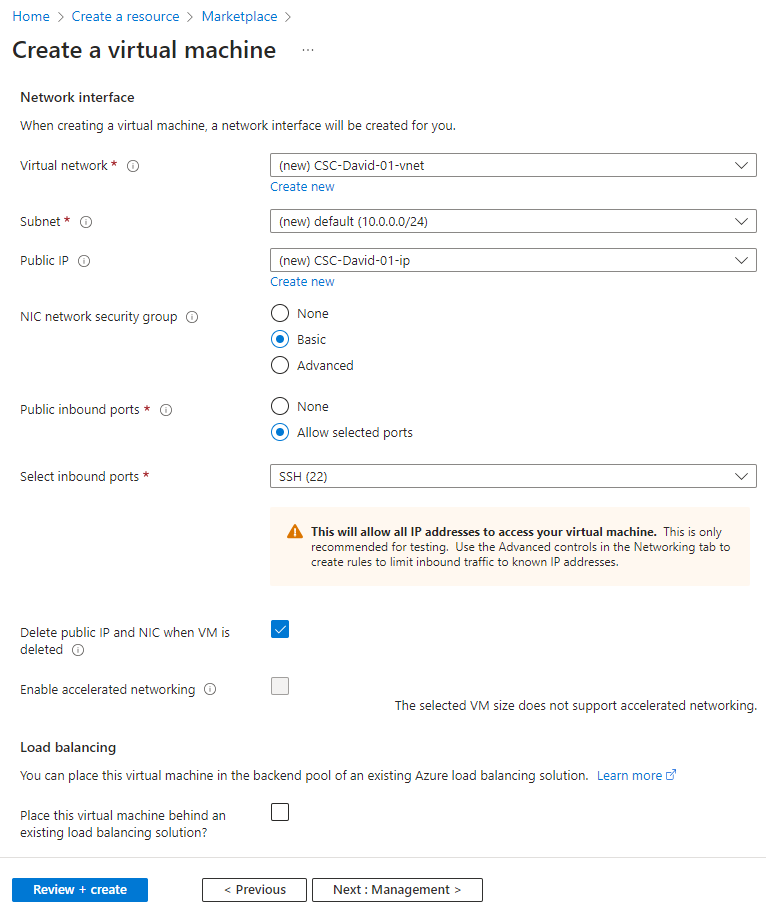 Home > Create a resource > Marketplace >
Create a virtual machine ...
Network interface
When creating a virtual machine, a network interface will be created for you.
Virtual network *
(new) CSC-David-01-vnet
Create new
Subnet *
(new) default (10.0.0.0/24)
Public IP
(new) CSC-David-01-ip
Create new
NIC network security group
None
Basic
Advanced
Public inbound ports *
None
Allow selected ports
Select inbound ports *
SSH (22)
This will allow all IP addresses to access your virtual machine. This is only
recommended for testing. Use the Advanced controls in the Networking tab to
create rules to limit inbound traffic to known IP addresses.
Delete public IP and NIC when VM is
deleted
Enable accelerated networking
The selected VM size does not support accelerated networking.
Load balancing
You can place this virtual machine in the backend pool of an existing Azure load balancing solution. Learn more
Place this virtual machine behind an
existing load balancing solution?
Review + create
< Previous
Next : Management >